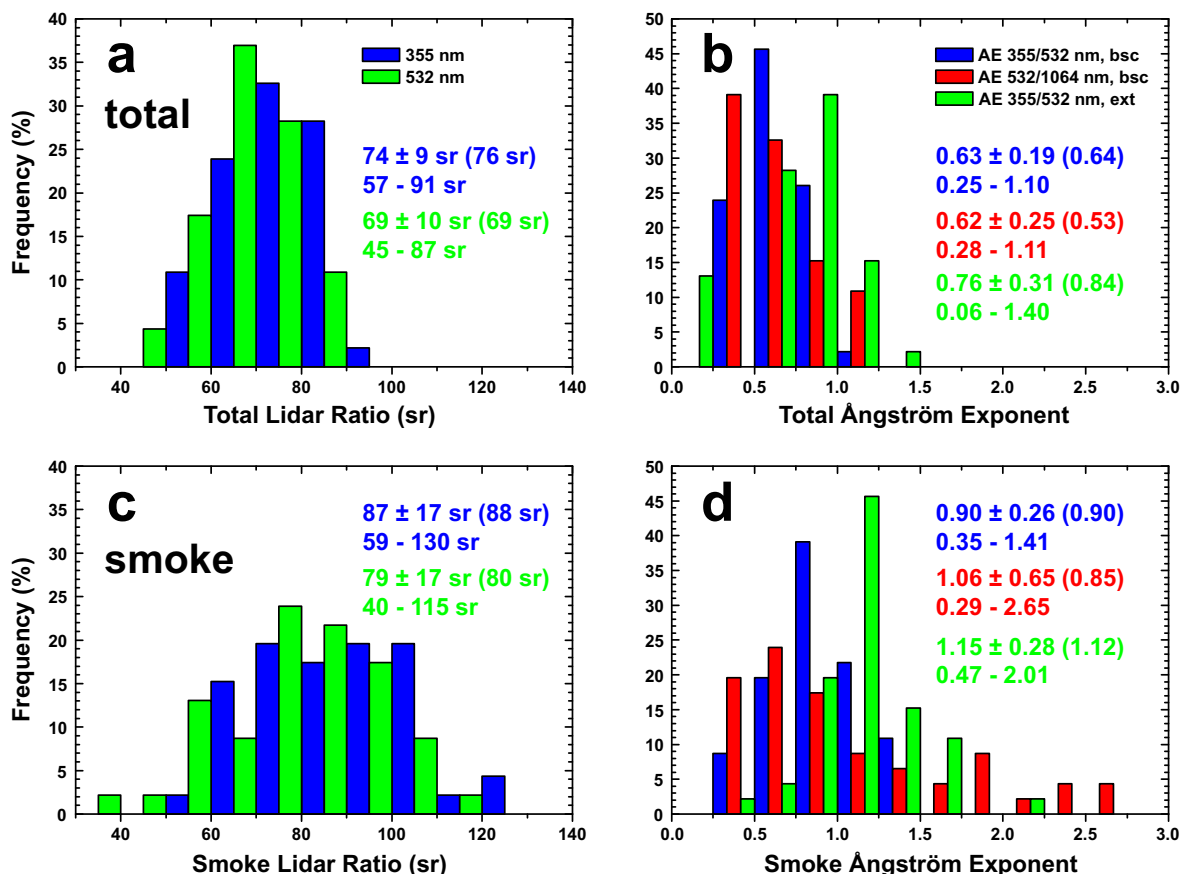 a
total
355 nm
532 nm
74 ± 9 sr (76 sr)
57 - 91 sr
69 ± 10 sr (69 sr)
45 - 87 sr
Frequency (%)
40
35
30
25
20
15
10
5
0
40 60 80 100 120 140
Total Lidar Ratio (sr)
b
AE 355/532 nm, bsc
AE 532/1064 nm, bsc
AE 355/532 nm, ext
0.63 ± 0.19 (0.64)
0.25 - 1.10
0.62 ± 0.25 (0.53)
0.28 - 1.11
0.76 ± 0.31 (0.84)
0.06 - 1.40
50
45
40
35
30
25
20
15
10
5
0
0.0 0.5 1.0 1.5 2.0 2.5 3.0
Total Ångström Exponent
c
smoke
87 ± 17 sr (88 sr)
59 - 130 sr
79 ± 17 sr (80 sr)
40 - 115 sr
Frequency (%)
40
35
30
25
20
15
10
5
0
40 60 80 100 120 140
Smoke Lidar Ratio (sr)
d
0.90 ± 0.26 (0.90)
0.35 - 1.41
1.06 ± 0.65 (0.85)
0.29 - 2.65
1.15 ± 0.28 (1.12)
0.47 - 2.01
50
45
40
35
30
25
20
15
10
5
0
0.0 0.5 1.0 1.5 2.0 2.5 3.0
Smoke Ångström Exponent